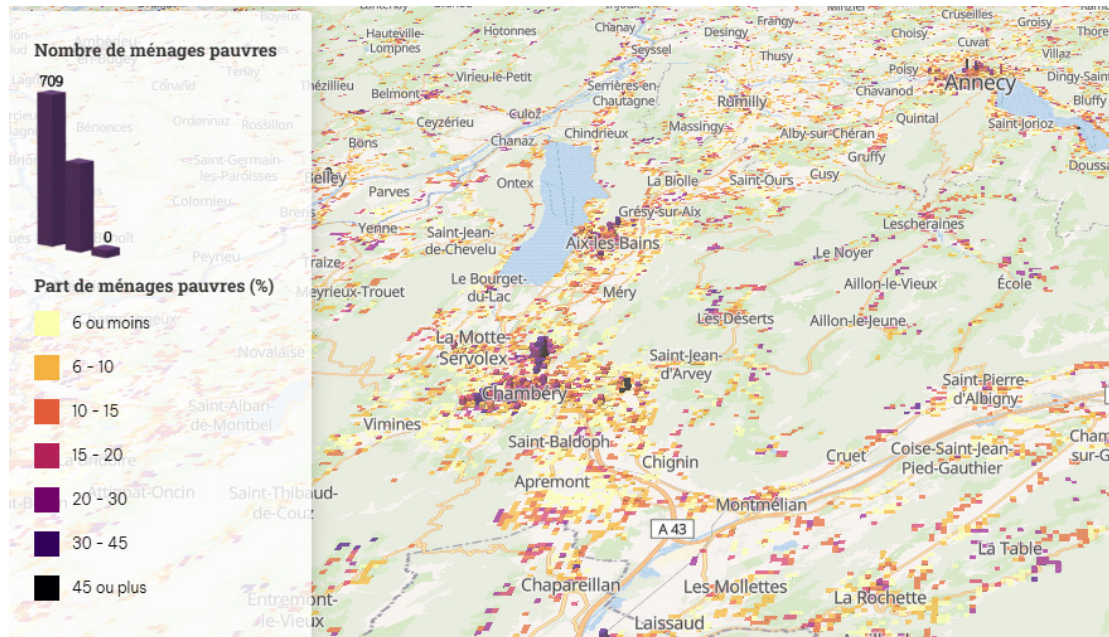 Nombre de ménages pauvres
709
0
Part de ménages pauvres (%)
6 ou moins
6 - 10
10 - 15
15 - 20
20 - 30
30 - 45
45 ou plus
Hauteville-
Lompnes
Hotonnes
Chanay
Seyssel
Desingy
Frangy
Thusy
Minzier
Choisy
Cruseilles
Groisy
Cuvat
Villaz
Thézillieu
Virieu-le-Petit
Belmont
Serrières-en-
Chautagne
Rumilly
Poisy
Annecy
Chavanod
Dingy-Saint
Bluffy
Ceyzérieu
Culoz
Chindrieux
Massingy
Alby-sur-Chéran
Quintal
Saint-Jorioz
Bons
Chanaz
Gruffy
Doussa
Belley
Parves
Ontex
La Biolle
Saint-Ours
Cusy
Yenne
Saint-Jean-
de-Chevelu
Grésy-sur-Aix
Aix-les-Bains
Lescheraines
Le Noyer
Traize
Meyrieux-Trouet
Le Bourget-
du-Lac
Méry
Aillon-le-Vieux
École
Les Déserts
Aillon-le-Jeune
La Motte-
Servolex
Saint-Jean-
d'Arvey
Chambéry
Saint-Pierre-
d'Albigny
Vimines
Saint-Baldoph
Chignin
Cruet
Coise-Saint-Jean-
Pied-Gauthier
Cham
sur-G
Apremont
Montmélian
A 43
La Table
Chapareillan
Les Mollettes
La Rochette
Laissaud
Ordonnaz
Rossillon
Conand
Tenay
Bénonces
Saint-Germain
les-Paroisses
Colomieu
Brens
Peyrieu
Novalaise
Saint-Alban
de-Montbel
La Bridoire
Attignat-Oncin
Saint-Thibaud-
de-Couz
Entremont-
le-Vieux